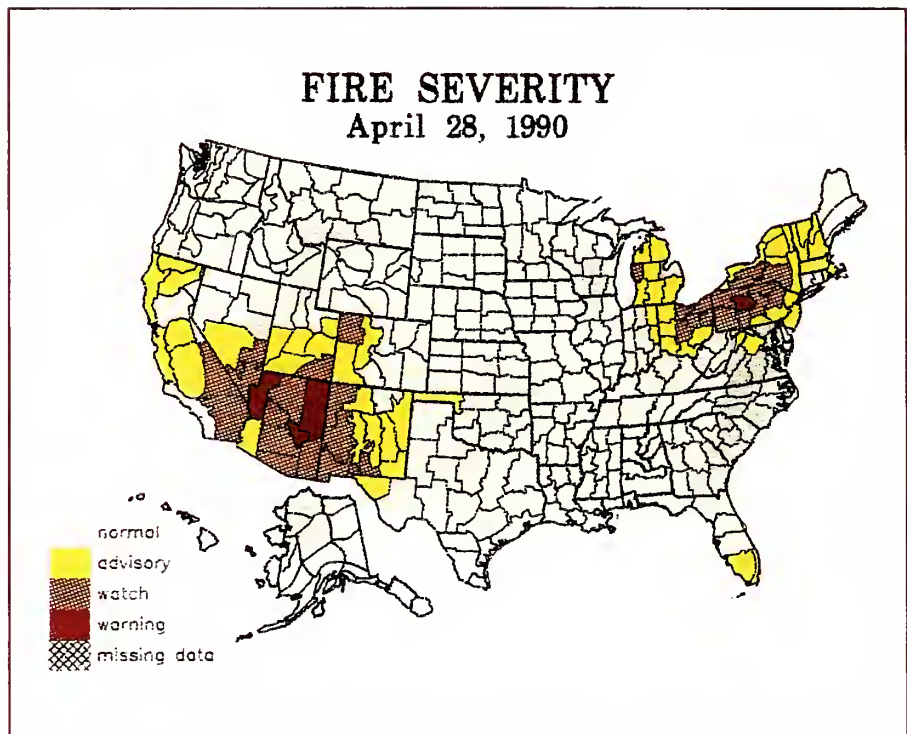 FIRE SEVERITY
April 28, 1990
normal
advisory
watch
warning
missing data